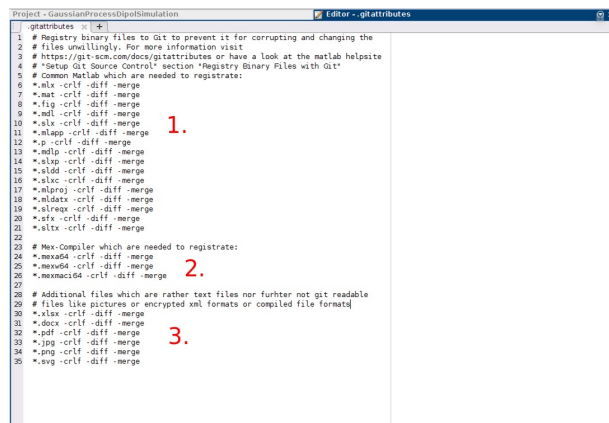 Project - GaussianProcessDipolSimulation
Editor - .gitattributes
.gitattributes × +
1 # Registry binary files to Git to prevent it for corrupting and changing the
2 # files unwillingly. For more information visit
3 # https://git-scm.com/docs/gitattributes or have a look at the matlab helpsite
4 # "Setup Git Source Control" section "Registry Binary Files with Git"
5 # Common Matlab which are needed to registrate:
6 *.mlx -crlf -diff -merge
7 *.mat -crlf -diff -merge
8 *.fig -crlf -diff -merge
9 *.mdl -crlf -diff -merge
10 *.slx -crlf -diff -merge
1.
11 *.mlapp -crlf -diff -merge
12 *.p -crlf -diff -merge
13 *.mdlp -crlf -diff -merge
14 *.slxp -crlf -diff -merge
15 *.sldd -crlf -diff -merge
16 *.slxc -crlf -diff -merge
17 *.mlproj -crlf -diff -merge
18 *.mldatx -crlf -diff -merge
19 *.slreqx -crlf -diff -merge
20 *.sfx -crlf -diff -merge
21 *.sltx -crlf -diff -merge
22
23 # Mex-Compiler which are needed to registrate:
24 *.mexa64 -crlf -diff -merge
25 *.mexw64 -crlf -diff -merge
2.
26 *.mexmaci64 -crlf -diff -merge
27
28 # Additional files which are rather text files nor furhter not git readable
29 # files like pictures or encrypted xml formats or compiled file formats
30 *.xlsx -crlf -diff -merge
31 *.docx -crlf -diff -merge
32 *.pdf -crlf -diff -merge
3.
33 *.jpg -crlf -diff -merge
34 *.png -crlf -diff -merge
35 *.svg -crlf -diff -merge